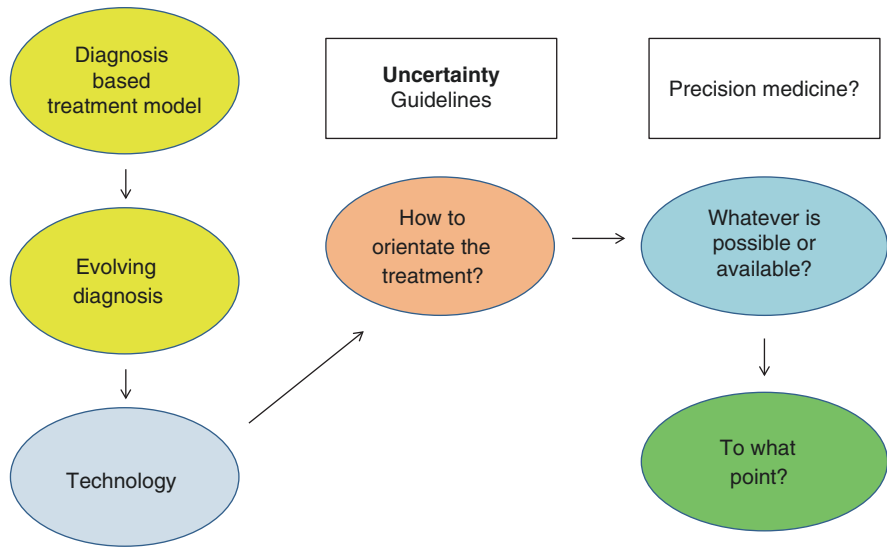 Diagnosis
based
treatment model
Evolving
diagnosis
Technology
Uncertainty
Guidelines
How to
orientate the
treatment?
Precision medicine?
Whatever is
possible or
available?
To what
point?